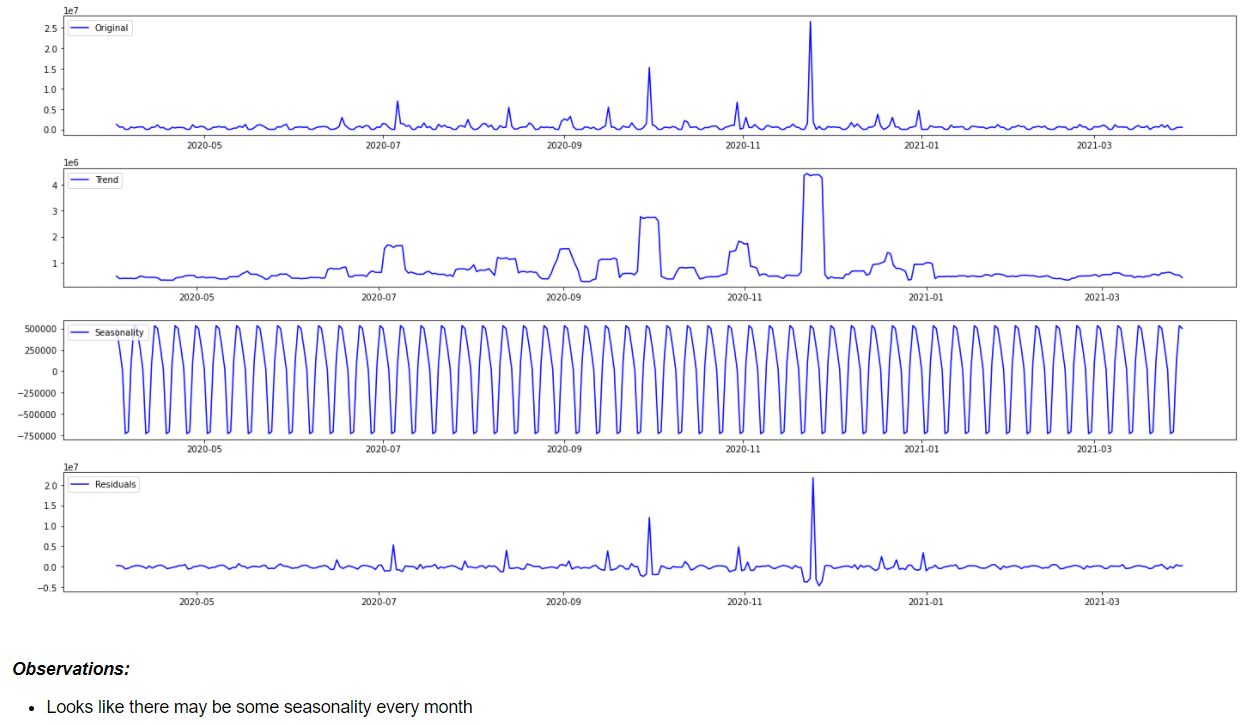 1e7
Original
2.5
2.0
1.5
1.0
0.5
0.0
2020-05 2020-07 2020-09 2020-11 2021-01 2021-03
1e6
Trend
4
3
2
1
2020-05 2020-07 2020-09 2020-11 2021-01 2021-03
Seasonality
500000
250000
0
−250000
−500000
−750000
2020-05 2020-07 2020-09 2020-11 2021-01 2021-03
1e7
Residuals
2.0
1.5
1.0
0.5
0.0
−0.5
2020-05 2020-07 2020-09 2020-11 2021-01 2021-03
Observations:
• Looks like there may be some seasonality every month